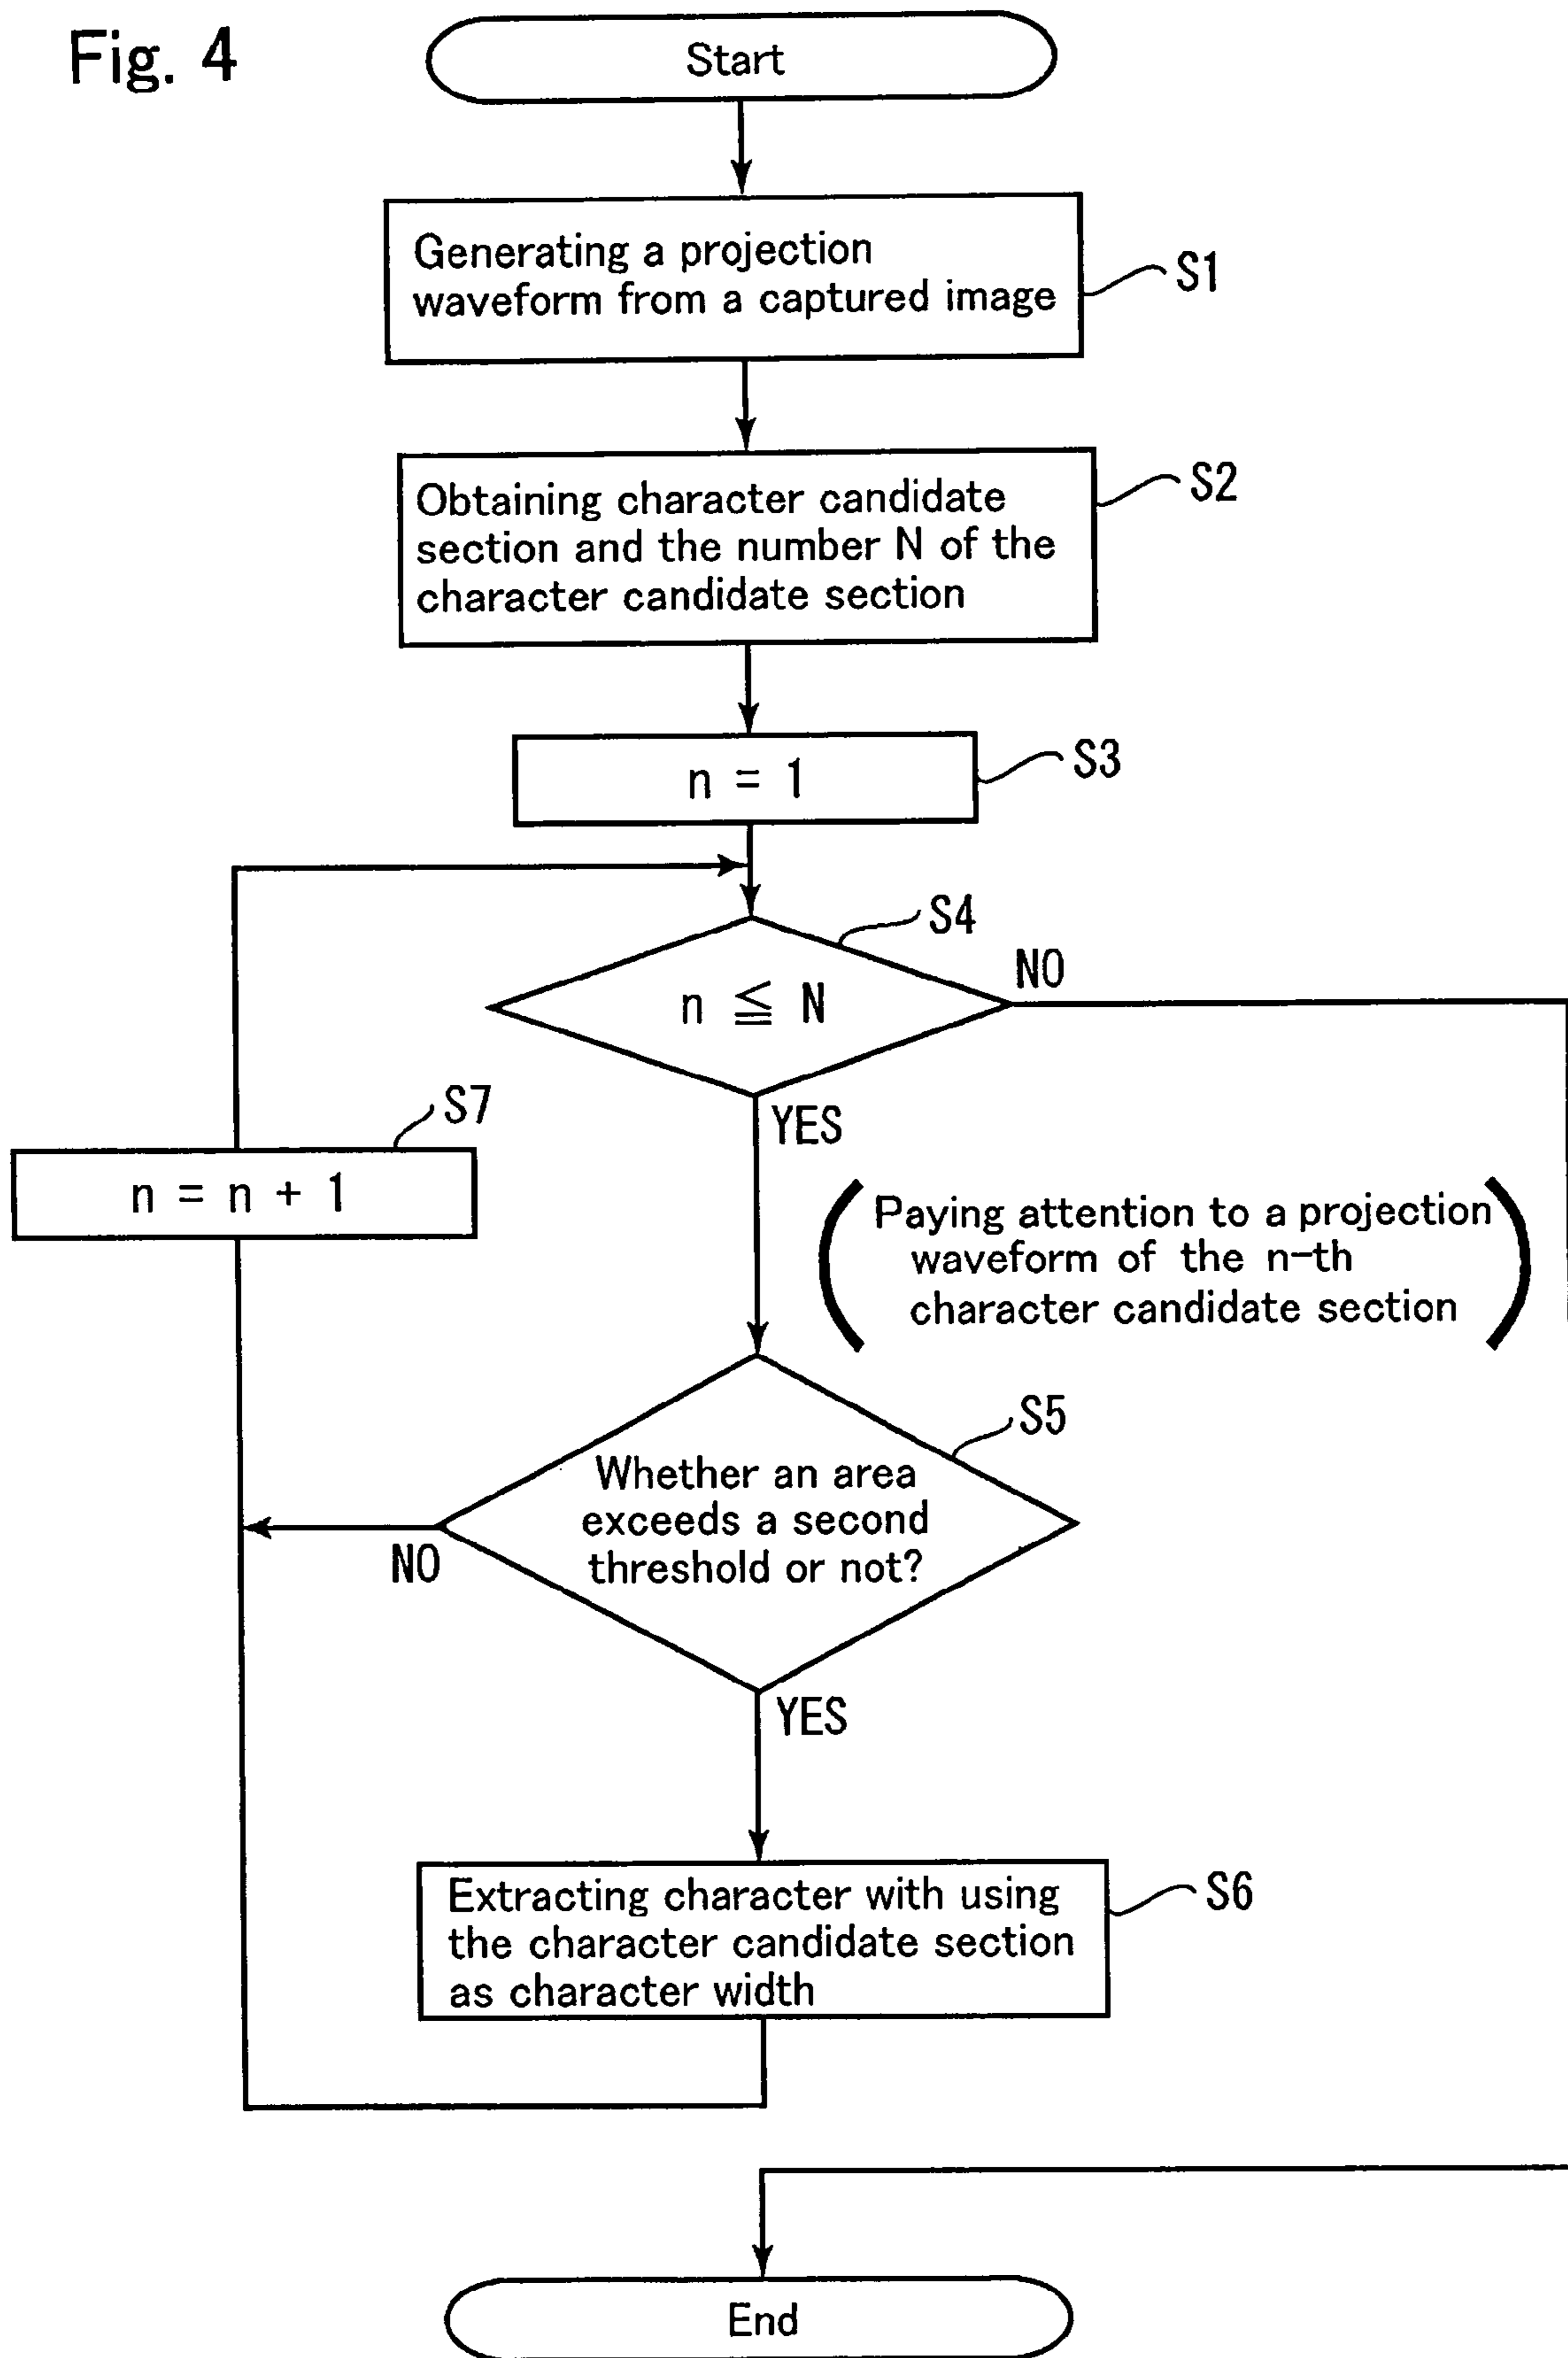 Fig. 4
Start
Generating a projection
waveform from a captured image
S1
Obtaining character candidate
section and the number N of the
character candidate section
S2
n = 1
S3
S4
n ≦ N
NO
YES
S7
n = n + 1
(Paying attention to a projection
waveform of the n-th
character candidate section)
S5
Whether an area
exceeds a second
threshold or not?
NO
YES
Extracting character with using
the character candidate section
as character width
S6
End